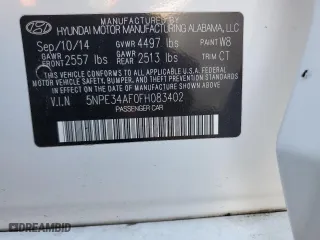 MANUFACTURED BY
HYUNDAI MOTOR MANUFACTURING ALABAMA, LLC
Sep/10/14 GVWR 4497 lbs PAINT W8
GAWR FRONT 2557 lbs GAWR REAR 2513 lbs TRIM CT
THIS VEHICLE CONFORMS TO ALL APPLICABLE FEDERAL
MOTOR VEHICLE SAFETY, BUMPER, AND THEFT PREVENTION
STANDARDS IN EFFECT ON THE DATE OF MANUFACTURE
SHOWN ABOVE.
V.I.N 5NPE34AF0FH083402
PASSENGER CAR